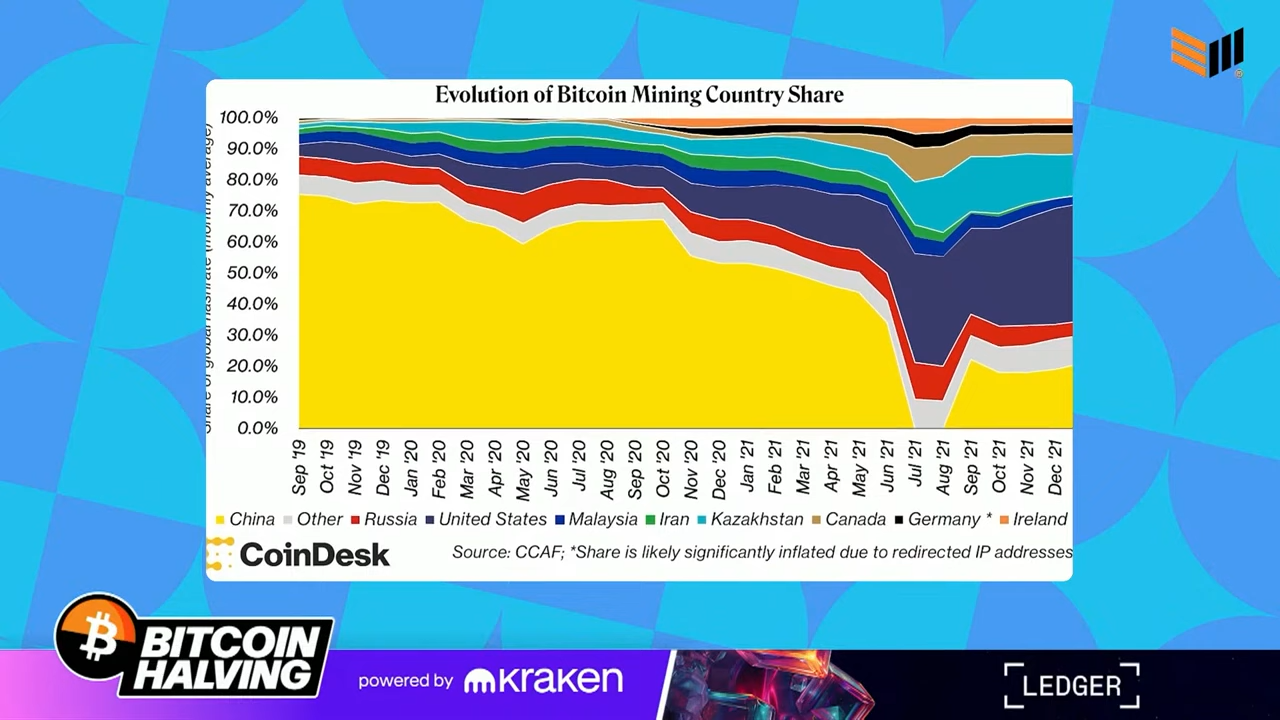 Evolution of Bitcoin Mining Country Share
share of global hashrate (monthly average)
100.0%
90.0%
80.0%
70.0%
60.0%
50.0%
40.0%
30.0%
20.0%
10.0%
0.0%
Sep '19
Oct '19
Nov '19
Dec '19
Jan '20
Feb '20
Mar '20
Apr '20
May '20
Jun '20
Jul '20
Aug '20
Sep '20
Oct '20
Nov '20
Dec '20
Jan '21
Feb '21
Mar '21
Apr '21
May '21
Jun '21
Jul '21
Aug '21
Sep '21
Oct '21
Nov '21
Dec '21
China Other Russia United States Malaysia Iran Kazakhstan Canada Germany * Ireland
CoinDesk
Source: CCAF; *Share is likely significantly inflated due to redirected IP addresses
BITCOIN
HALVING
powered by kraken
LEDGER